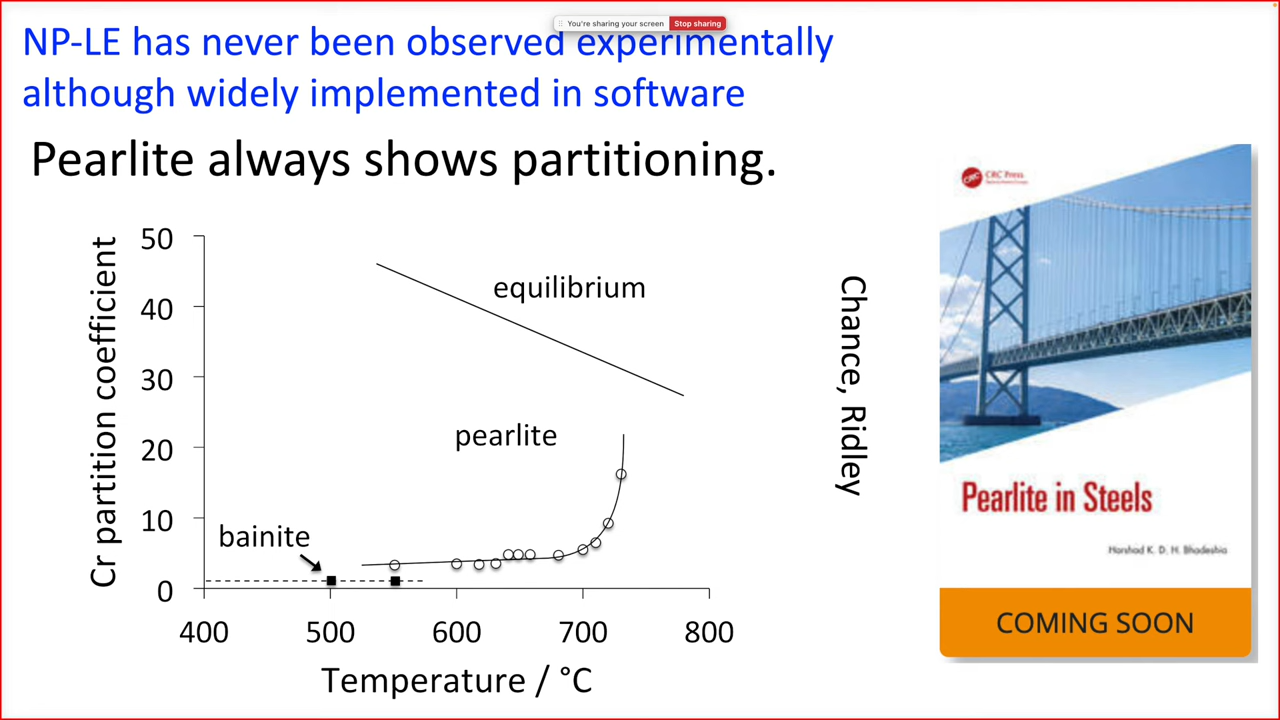 You're sharing your screen
Stop sharing
NP-LE has never been observed experimentally
although widely implemented in software
Pearlite always shows partitioning.
Cr partition coefficient
50
40
30
20
10
0
equilibrium
pearlite
bainite
400 500 600 700 800
Temperature / °C
Chance, Ridley
CRC Press
Pearlite in Steels
Harshad K. D. H. Bhadeshia
COMING SOON